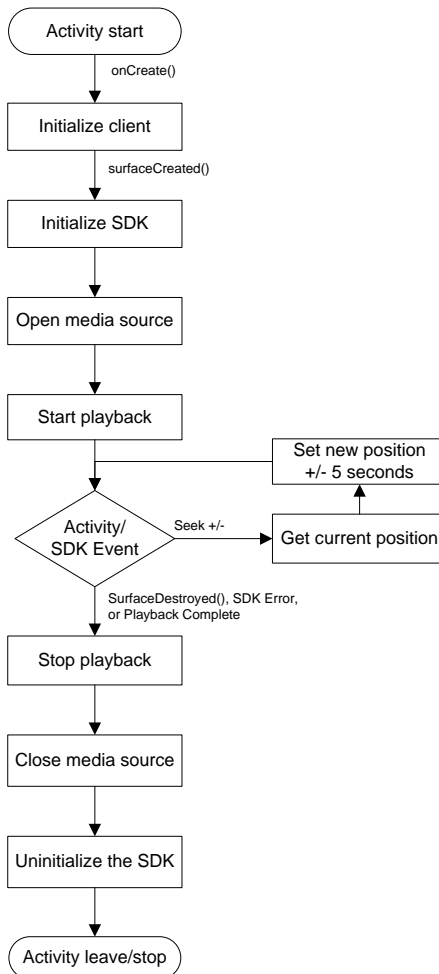 Activity start
onCreate()
Initialize client
surfaceCreated()
Initialize SDK
Open media source
Start playback
Set new position
+/- 5 seconds
Activity/
SDK Event
Seek +/-
Get current position
SurfaceDestroyed(), SDK Error,
or Playback Complete
Stop playback
Close media source
Uninitialize the SDK
Activity leave/stop